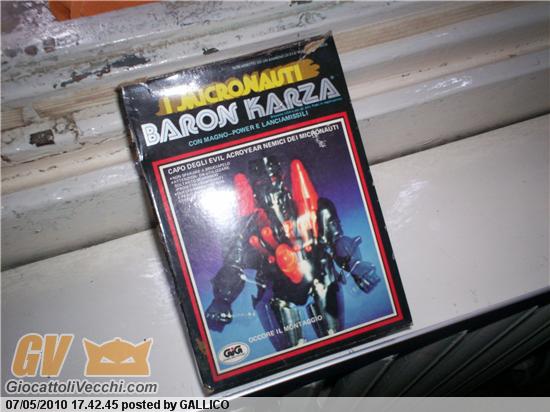 I MICRONAUTI
BARON KARZA
CON MAGNO-POWER E LANCIAMISSILI
CAPO DEGLI EVIL ACROYEAR NEMICI DEI MICRONAUTI
OCCORE IL MONTAGGIO
GIG
GV
GiocattoliVecchi.com
07/05/2010 17.42.45 posted by GALLICO